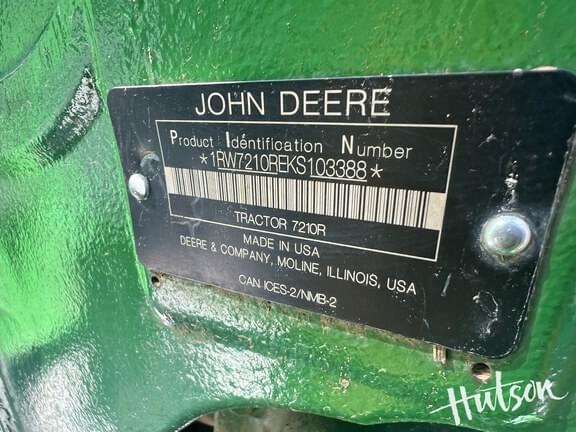 JOHN DEERE
Product Identification Number
*1RW7210REKS103388*
TRACTOR 7210R
MADE IN USA
DEERE & COMPANY, MOLINE, ILLINOIS, USA
CAN ICES-2/NMB-2
Hutson